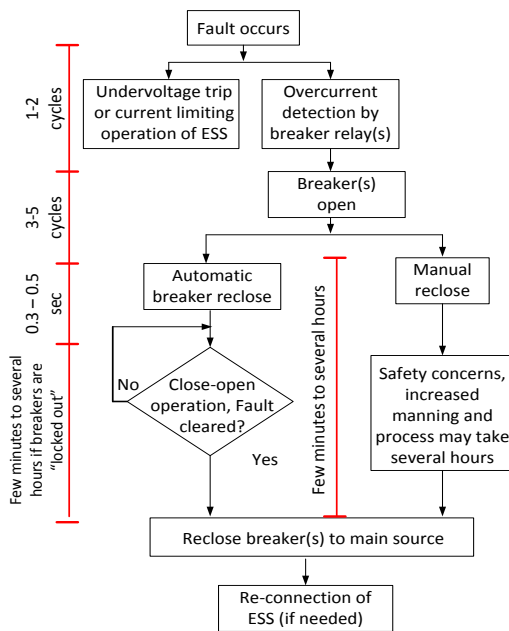 Fault occurs
1-2
cycles
Undervoltage trip
or current limiting
operation of ESS
Overcurrent
detection by
breaker relay(s)
3-5
cycles
Breaker(s)
open
0.3 – 0.5
sec
Automatic
breaker reclose
Manual
reclose
Few minutes to several
hours if breakers are
“locked out”
No
Close-open
operation, Fault
cleared?
Yes
Few minutes to several hours
Safety concerns,
increased
manning and
process may take
several hours
Reclose breaker(s) to main source
Re-connection of
ESS (if needed)